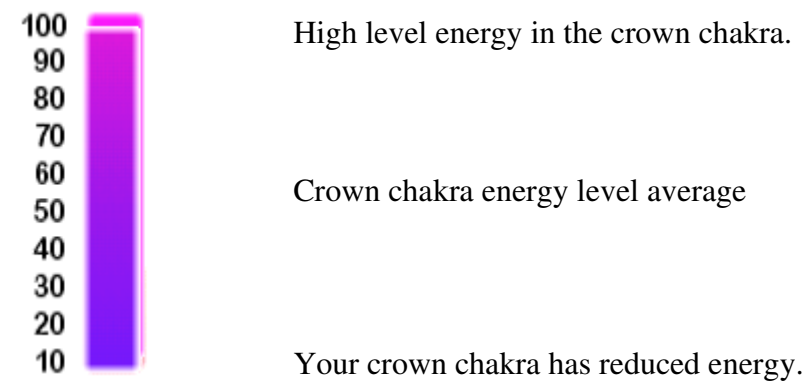 100 High level energy in the crown chakra.
90
80
70
60 Crown chakra energy level average
50
40
30
20
10 Your crown chakra has reduced energy.